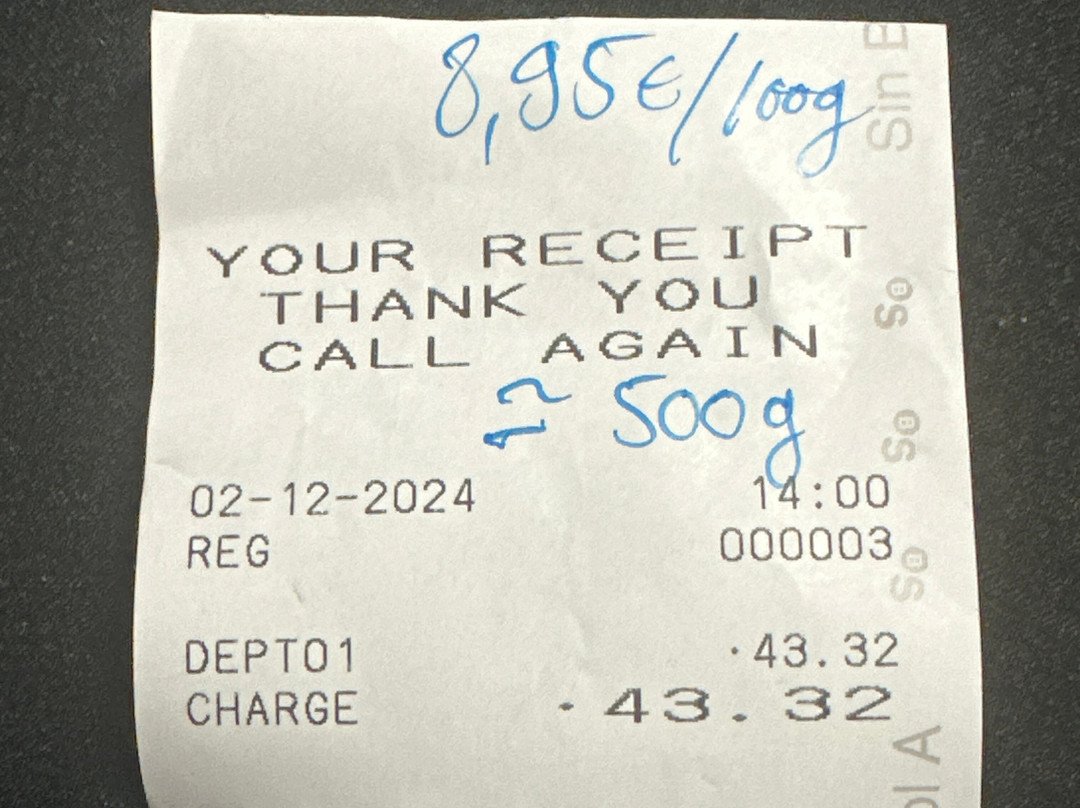 8,95€/100g
YOUR RECEIPT
THANK YOU
CALL AGAIN
≃ 500g
02-12-2024 14:00
REG 000003
DEPT01 ·43.32
CHARGE ·43.32
Sin